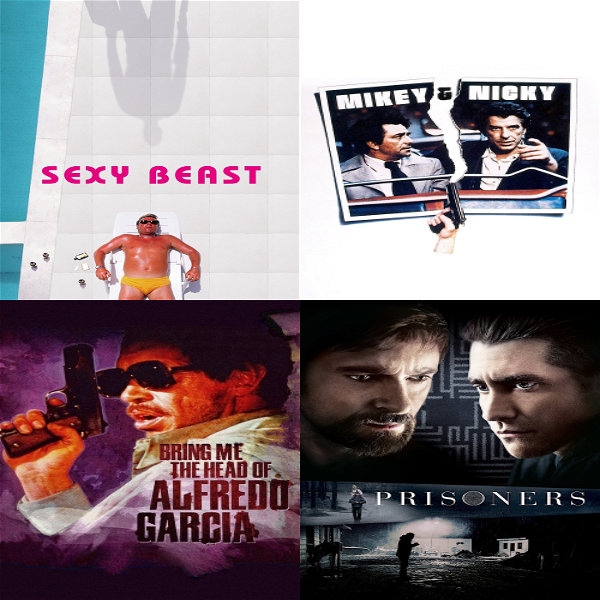 SEXY BEAST
MIKEY & NICKY
BRING ME
THE HEAD OF
ALFREDO
GARCIA
PRISONERS